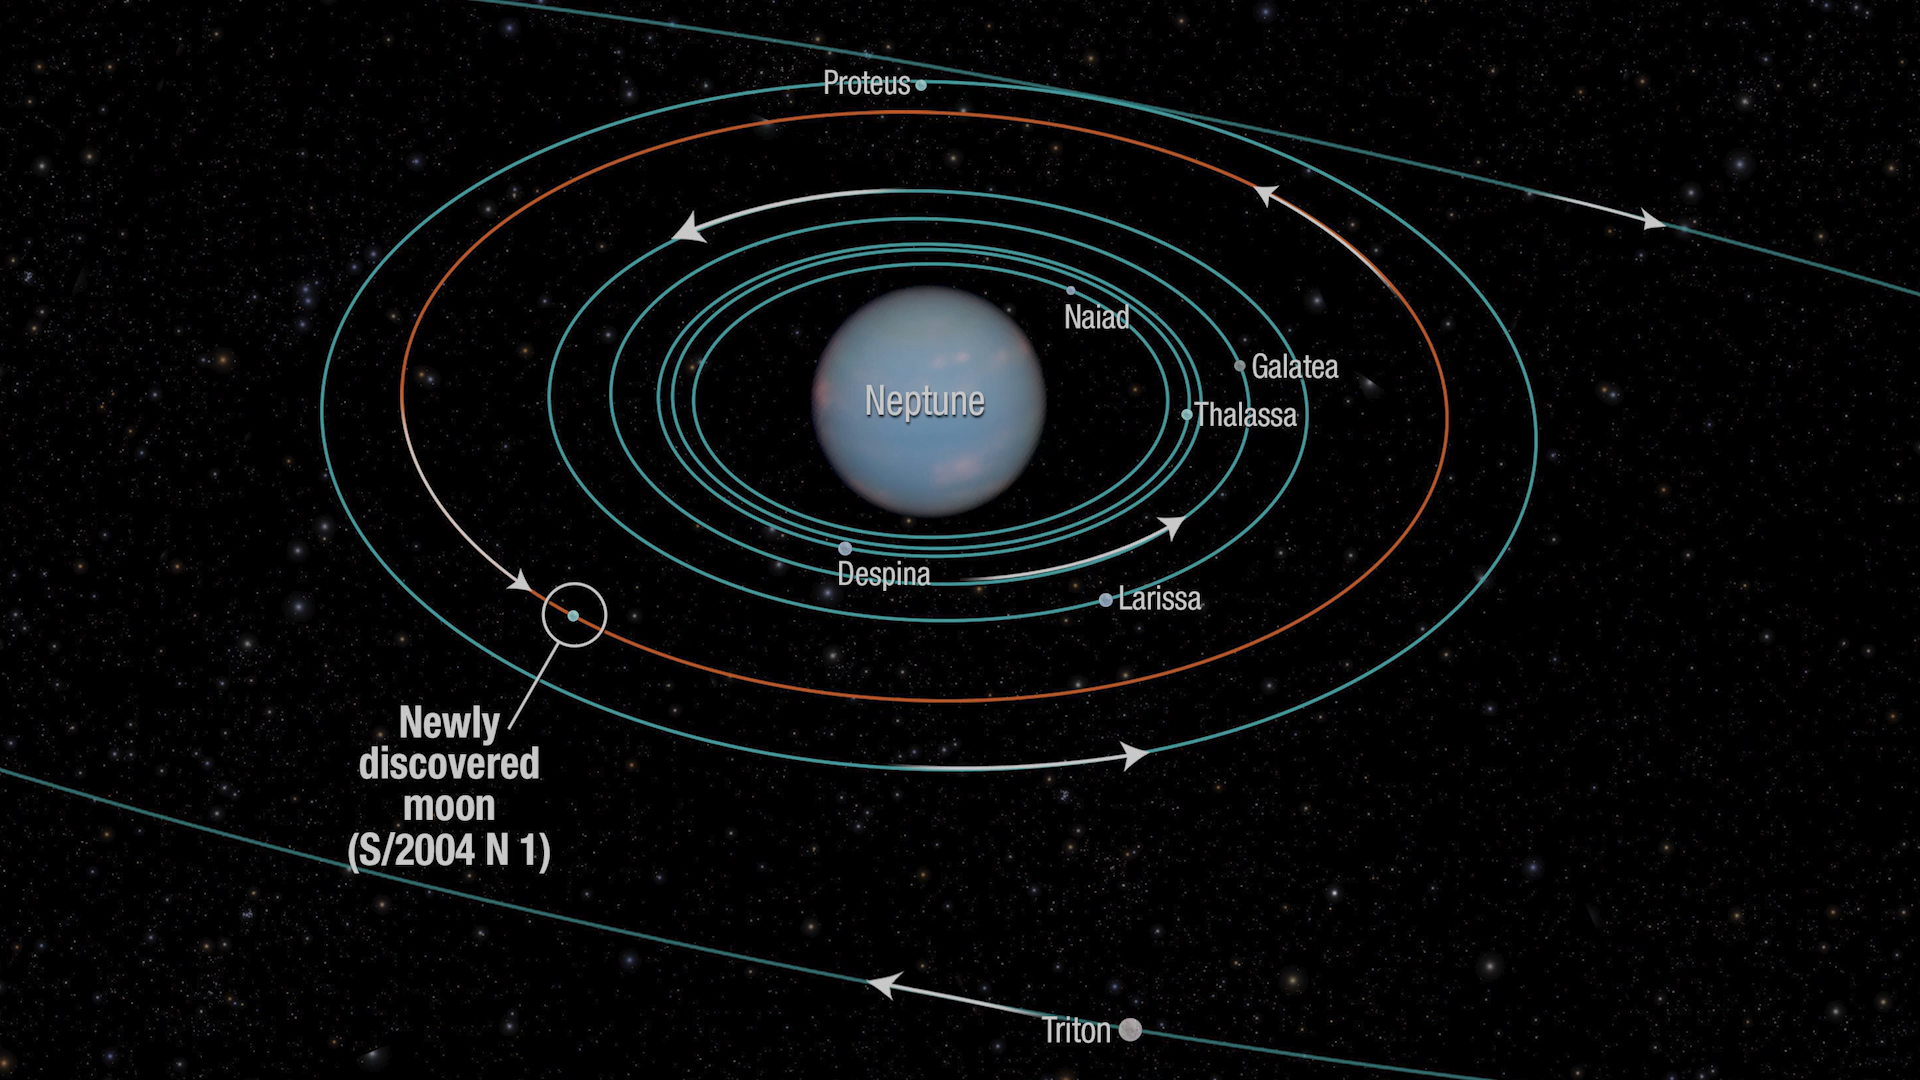 Proteus
Naiad
Galatea
Neptune
Thalassa
Despina
Larissa
Newly
discovered
moon
(S/2004 N 1)
Triton